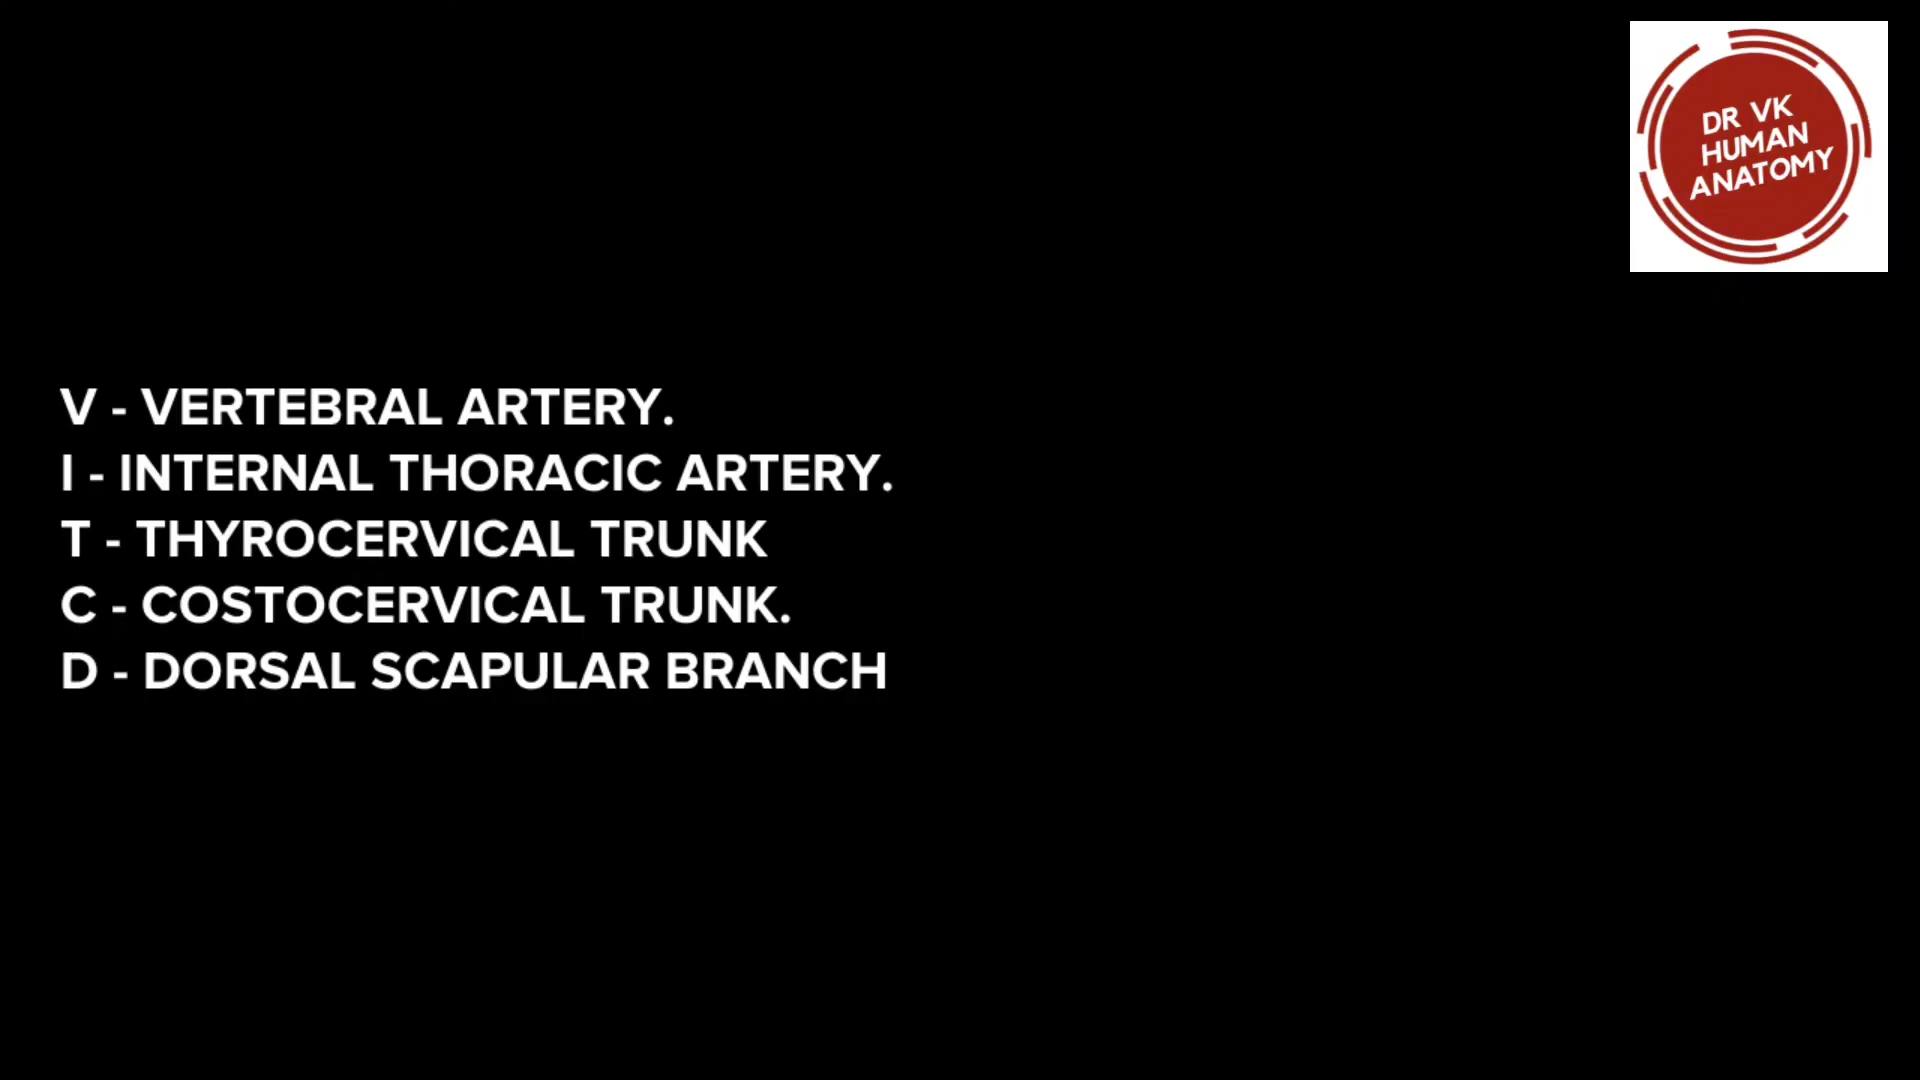 DR VK
HUMAN
ANATOMY
V - VERTEBRAL ARTERY.
I - INTERNAL THORACIC ARTERY.
T - THYROCERVICAL TRUNK
C - COSTOCERVICAL TRUNK.
D - DORSAL SCAPULAR BRANCH